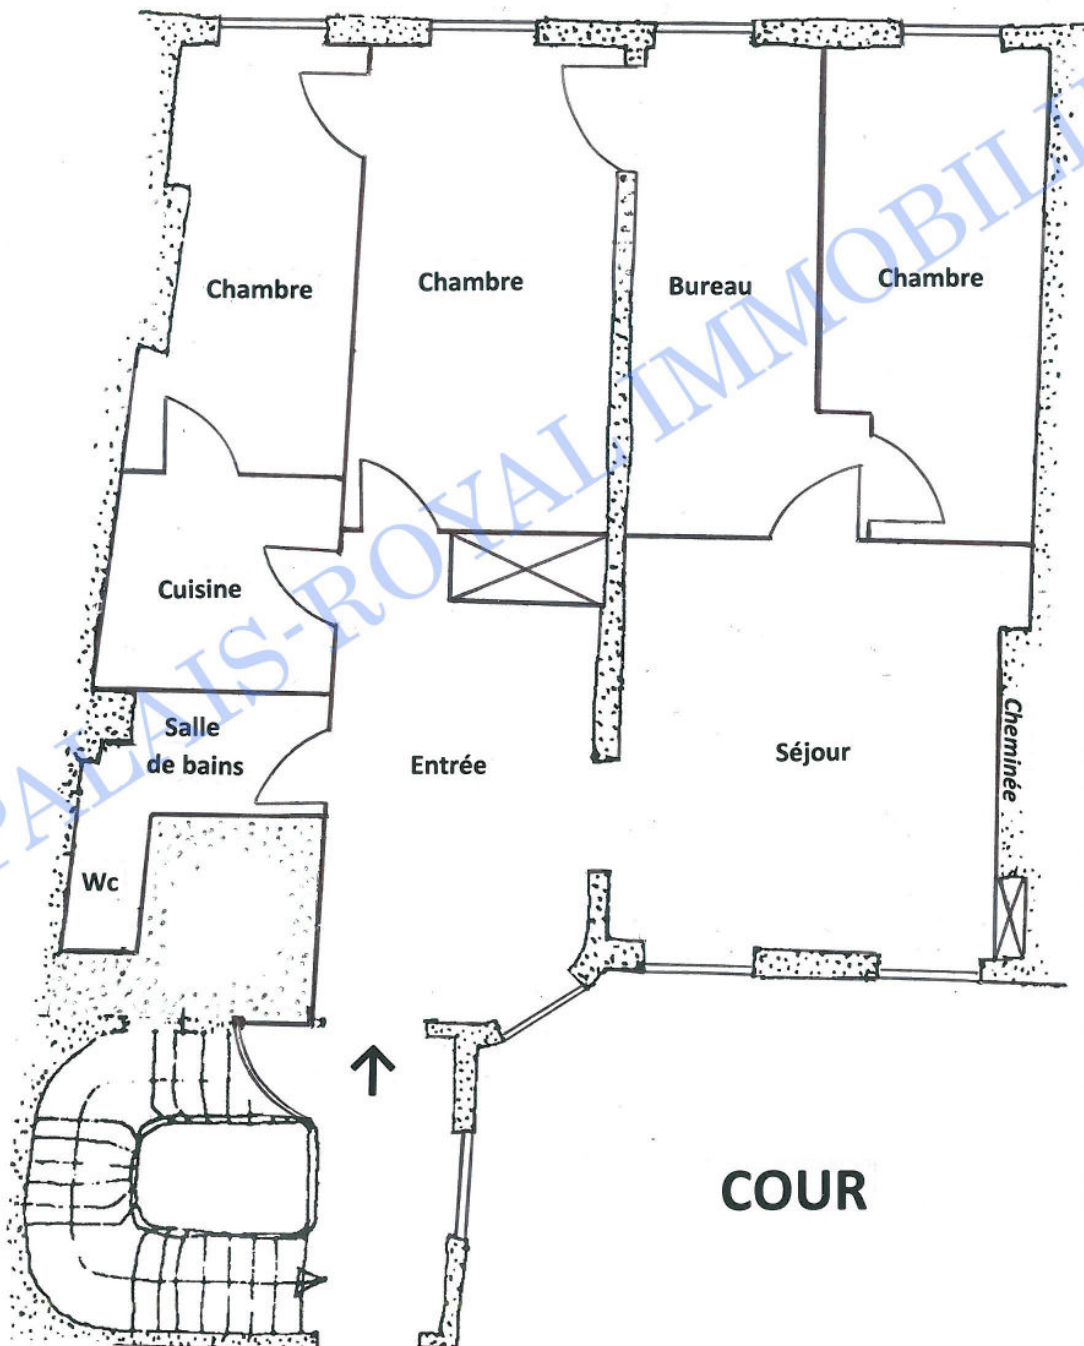 Chambre
Chambre
Bureau
Chambre
Cuisine
Salle
de bains
Entrée
Séjour
Cheminée
Wc
COUR
PALAIS-ROYAL IMMOBILI